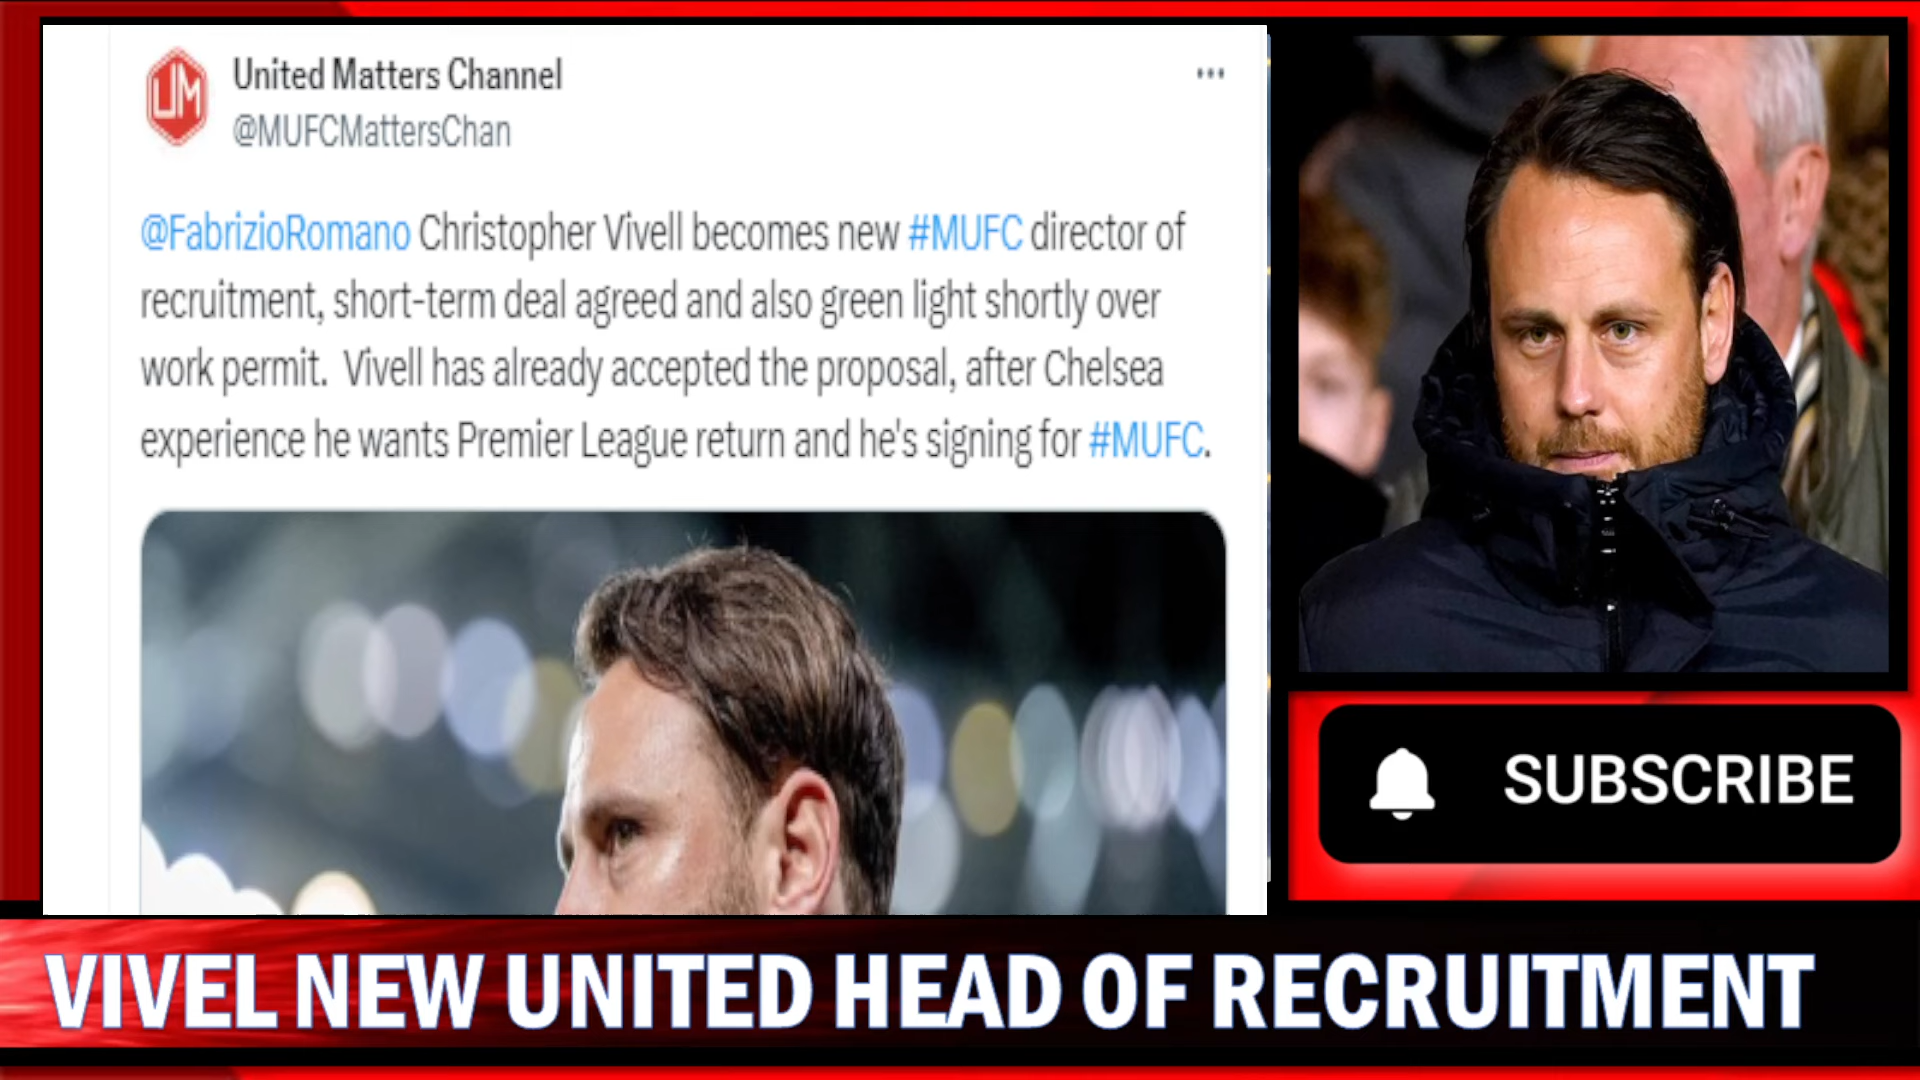 UM
United Matters Channel
@MUFCMattersChan
@FabrizioRomano Christopher Vivell becomes new #MUFC director of
recruitment, short-term deal agreed and also green light shortly over
work permit.  Vivell has already accepted the proposal, after Chelsea
experience he wants Premier League return and he's signing for #MUFC.
SUBSCRIBE
VIVEL NEW UNITED HEAD OF RECRUITMENT